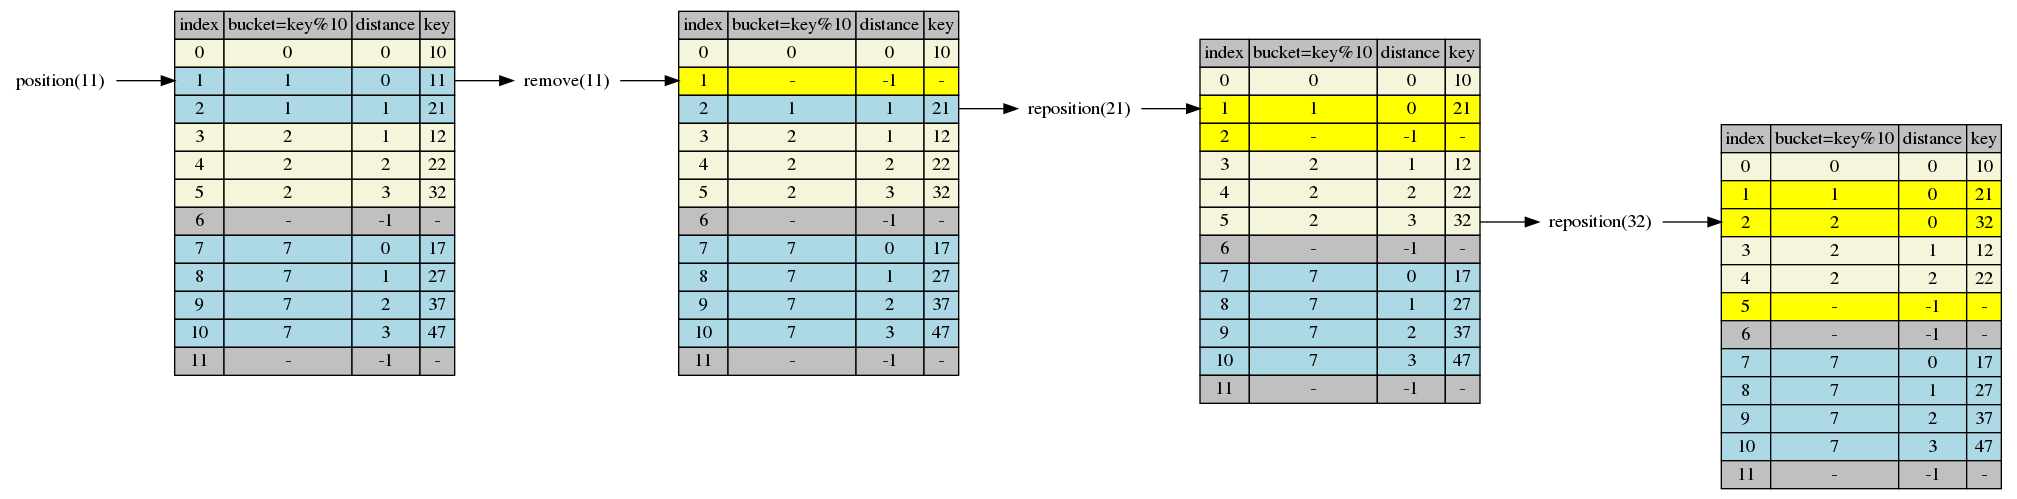 position(11)
index bucket=key%10 distance key
0 0 0 10
1 1 0 11
2 1 1 21
3 2 1 12
4 2 2 22
5 2 3 32
6 - -1 -
7 7 0 17
8 7 1 27
9 7 2 37
10 7 3 47
11 - -1 -
remove(11)
index bucket=key%10 distance key
0 0 0 10
1 - -1 -
2 1 1 21
3 2 1 12
4 2 2 22
5 2 3 32
6 - -1 -
7 7 0 17
8 7 1 27
9 7 2 37
10 7 3 47
11 - -1 -
reposition(21)
index bucket=key%10 distance key
0 0 0 10
1 1 0 21
2 - -1 -
3 2 1 12
4 2 2 22
5 2 3 32
6 - -1 -
7 7 0 17
8 7 1 27
9 7 2 37
10 7 3 47
11 - -1 -
reposition(32)
index bucket=key%10 distance key
0 0 0 10
1 1 0 21
2 2 0 32
3 2 1 12
4 2 2 22
5 - -1 -
6 - -1 -
7 7 0 17
8 7 1 27
9 7 2 37
10 7 3 47
11 - -1 -